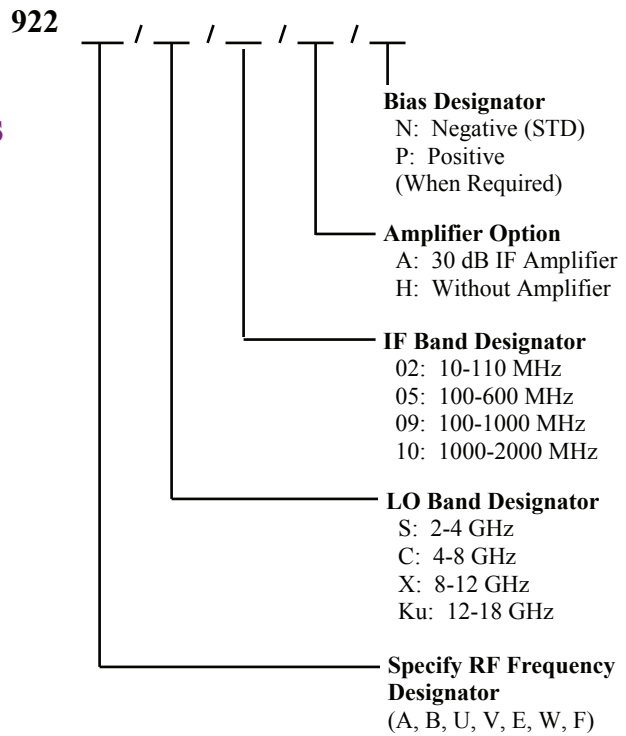 922 __ / __ / __ / __ / __
Bias Designator
N: Negative (STD)
P: Positive
(When Required)
Amplifier Option
A: 30 dB IF Amplifier
H: Without Amplifier
IF Band Designator
02: 10-110 MHz
05: 100-600 MHz
09: 100-1000 MHz
10: 1000-2000 MHz
LO Band Designator
S: 2-4 GHz
C: 4-8 GHz
X: 8-12 GHz
Ku: 12-18 GHz
Specify RF Frequency
Designator
(A, B, U, V, E, W, F)